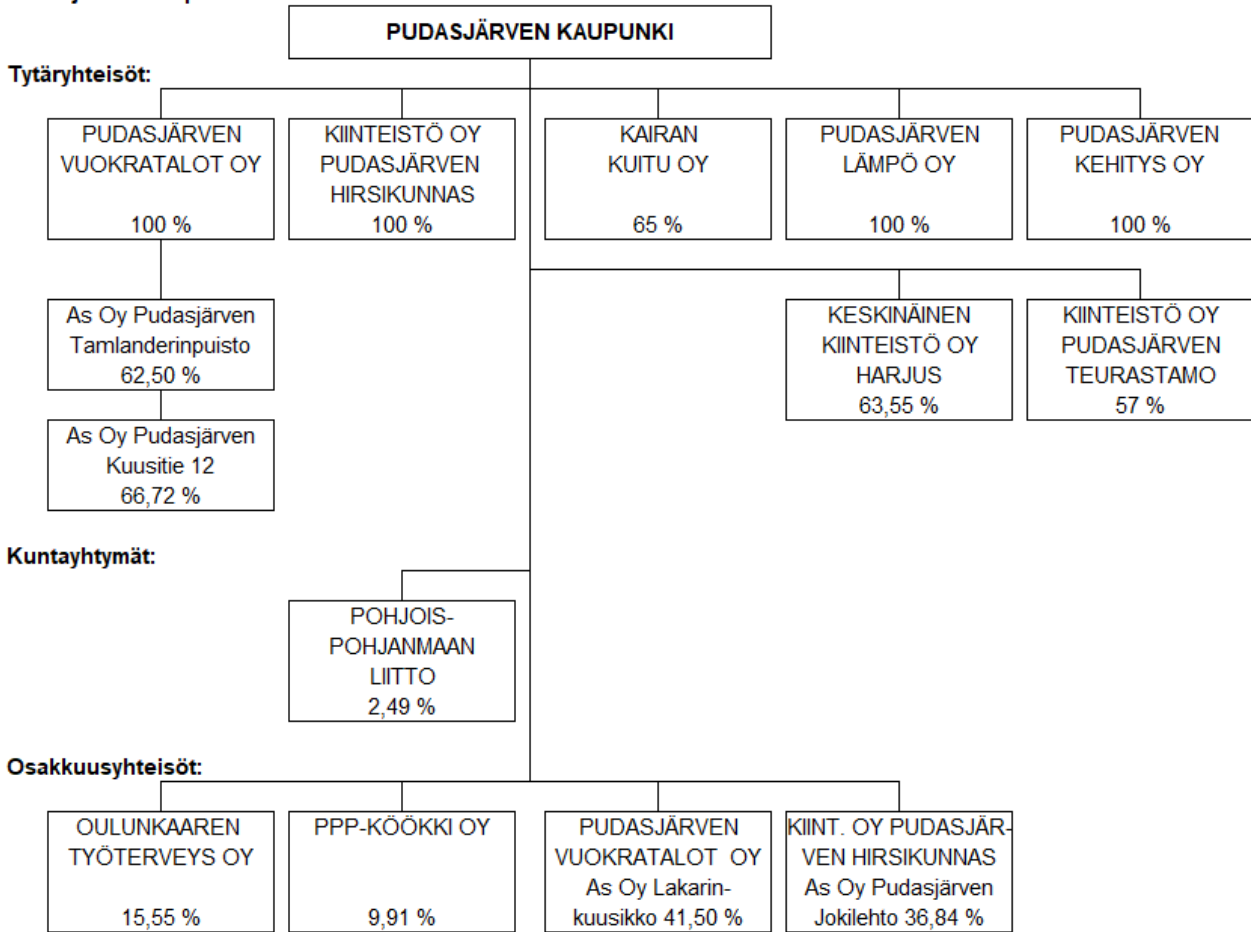 PUDASJÄRVEN KAUPUNKI
Tytäryhteisöt:
PUDASJÄRVEN
VUOKRATALOT OY
100 %
KIINTEISTÖ OY
PUDASJÄRVEN
HIRSIKUNNAS
100 %
KAIRAN
KUITU OY
65 %
PUDASJÄRVEN
LÄMPÖ OY
100 %
PUDASJÄRVEN
KEHITYS OY
100 %
As Oy Pudasjärven
Tamlanderinpuisto
62,50 %
KESKINÄINEN
KIINTEISTÖ OY
HARJUS
63,55 %
KIINTEISTÖ OY
PUDASJÄRVEN
TEURASTAMO
57 %
As Oy Pudasjärven
Kuusitie 12
66,72 %
Kuntayhtymät:
POHJOIS-
POHJANMAAN
LIITTO
2,49 %
Osakkuusyhteisöt:
OULUNKAAREN
TYÖTERVEYS OY
15,55 %
PPP-KÖÖKKI OY
9,91 %
PUDASJÄRVEN
VUOKRATALOT OY
As Oy Lakarin-
kuusikko 41,50 %
KIINT. OY PUDASJÄR-
VEN HIRSIKUNNAS
As Oy Pudasjärven
Jokilehto 36,84 %